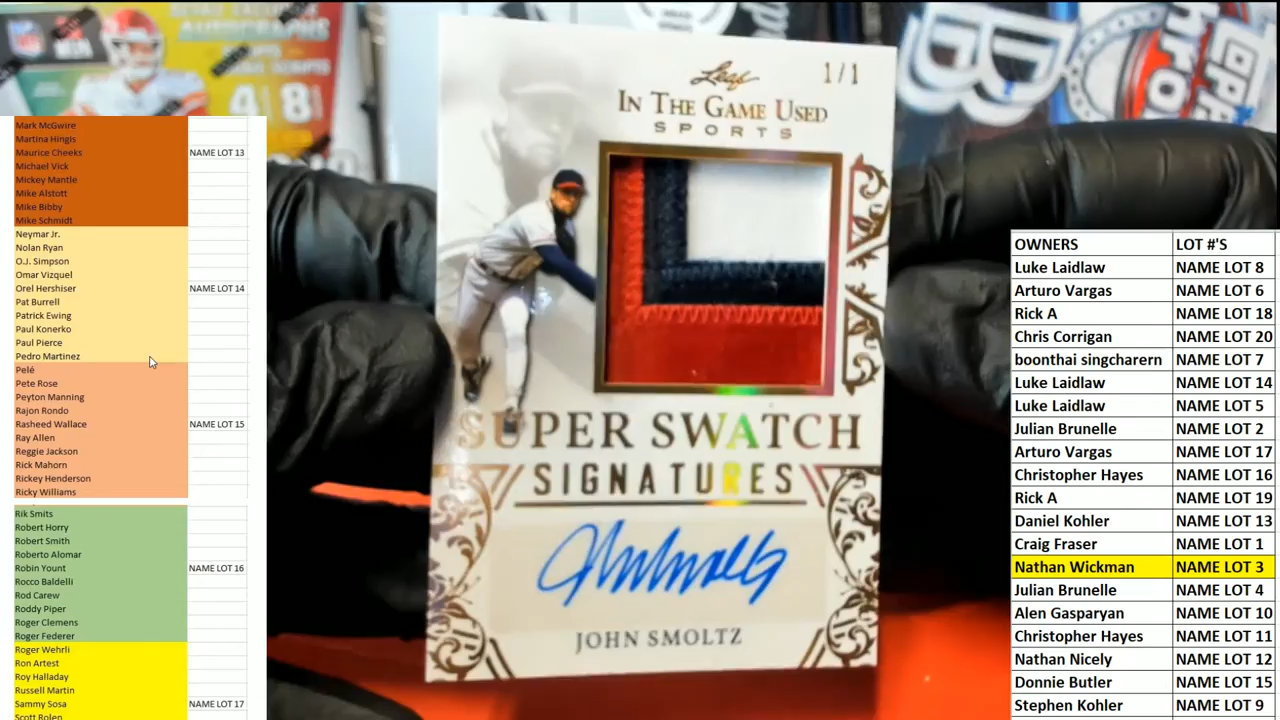 NFL
AUTOGRAPHS
4 8
Mark McGwire
Martina Hingis
Maurice Cheeks NAME LOT 13
Michael Vick
Mickey Mantle
Mike Alstott
Mike Bibby
Mike Schmidt
Neymar Jr.
Nolan Ryan
O.J. Simpson
Omar Vizquel
Orel Hershiser NAME LOT 14
Pat Burrell
Patrick Ewing
Paul Konerko
Paul Pierce
Pedro Martinez
Pelé
Pete Rose
Peyton Manning
Rajon Rondo
Rasheed Wallace NAME LOT 15
Ray Allen
Reggie Jackson
Rick Mahorn
Rickey Henderson
Ricky Williams
Rik Smits
Robert Horry
Robert Smith
Roberto Alomar
Robin Yount NAME LOT 16
Rocco Baldelli
Rod Carew
Roddy Piper
Roger Clemens
Roger Federer
Roger Wehrli
Ron Artest
Roy Halladay
Russell Martin
Sammy Sosa NAME LOT 17
Scott Rolen
Leaf
1/1
IN THE GAME USED
SPORTS
SUPER SWATCH
SIGNATURES
JOHN SMOLTZ
OWNERS LOT #'S
Luke Laidlaw NAME LOT 8
Arturo Vargas NAME LOT 6
Rick A NAME LOT 18
Chris Corrigan NAME LOT 20
boonthai singcharern NAME LOT 7
Luke Laidlaw NAME LOT 14
Luke Laidlaw NAME LOT 5
Julian Brunelle NAME LOT 2
Arturo Vargas NAME LOT 17
Christopher Hayes NAME LOT 16
Rick A NAME LOT 19
Daniel Kohler NAME LOT 13
Craig Fraser NAME LOT 1
Nathan Wickman NAME LOT 3
Julian Brunelle NAME LOT 4
Alen Gasparyan NAME LOT 10
Christopher Hayes NAME LOT 11
Nathan Nicely NAME LOT 12
Donnie Butler NAME LOT 15
Stephen Kohler NAME LOT 9